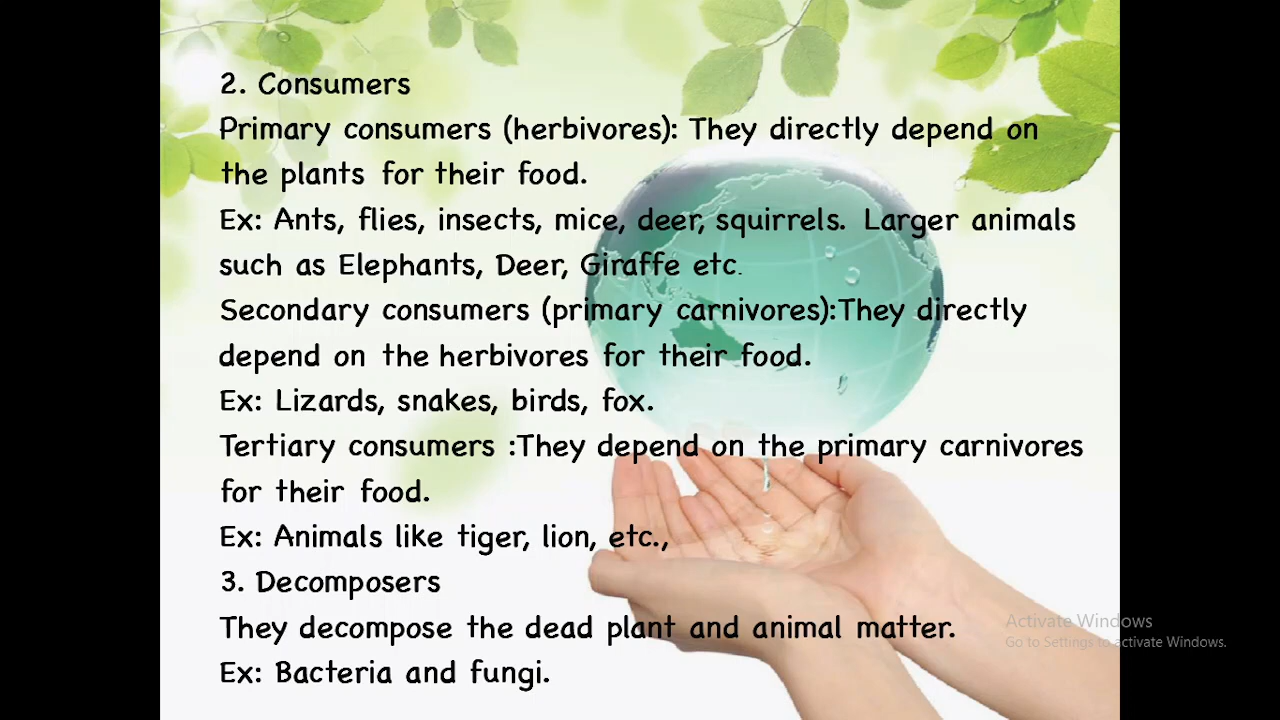 2. Consumers
Primary consumers (herbivores): They directly depend on
the plants for their food.
Ex: Ants, flies, insects, mice, deer, squirrels. Larger animals
such as Elephants, Deer, Giraffe etc.
Secondary consumers (primary carnivores):They directly
depend on the herbivores for their food.
Ex: Lizards, snakes, birds, fox.
Tertiary consumers :They depend on the primary carnivores
for their food.
Ex: Animals like tiger, lion, etc.,
3. Decomposers
They decompose the dead plant and animal matter.
Ex: Bacteria and fungi.
Activate Windows
Go to Settings to activate Windows.